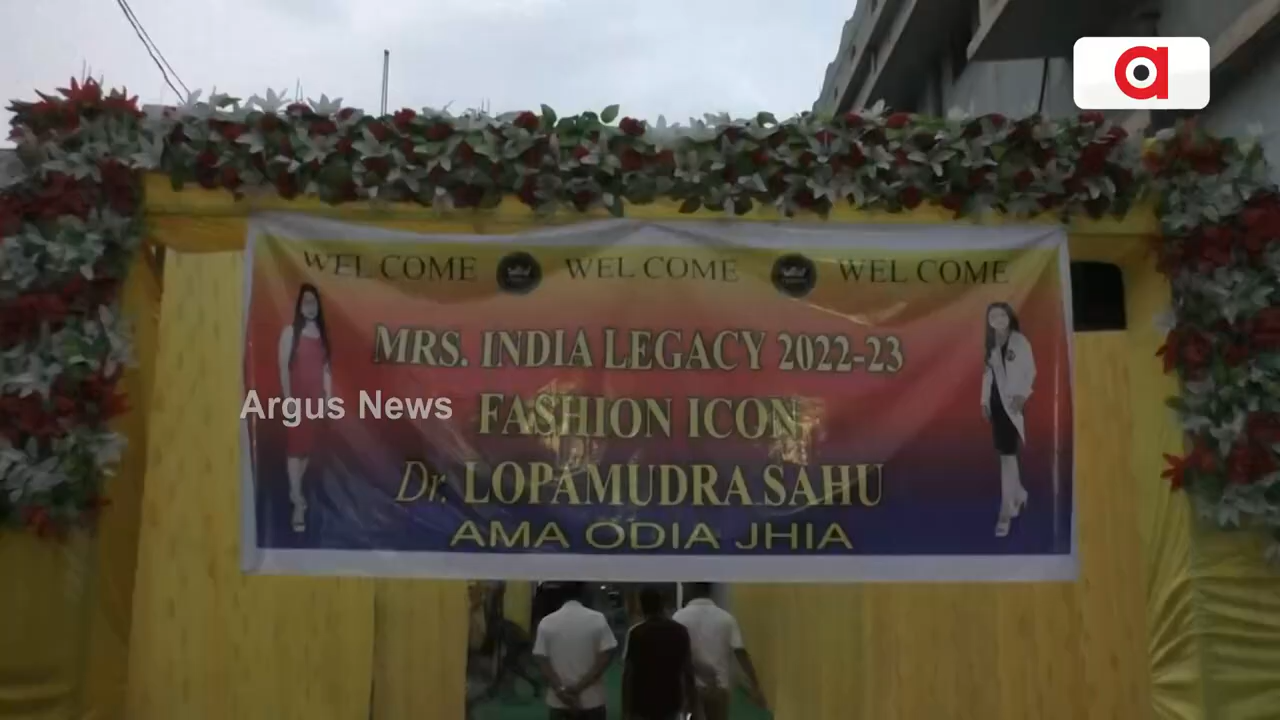 a
WEL COME WEL COME WEL COME
MRS. INDIA LEGACY 2022-23
Argus News
FASHION ICON
Dr. LOPAMUDRA SAHU
AMA ODIA JHIA